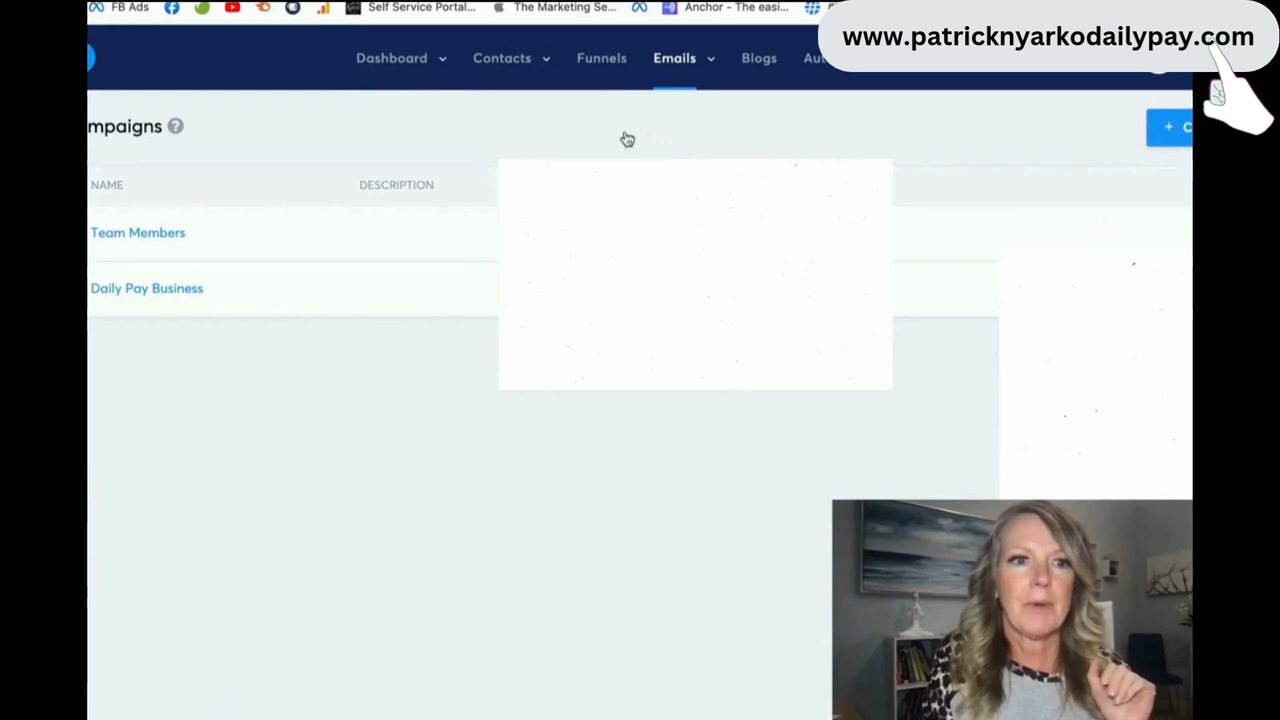 FB Ads
Self Service Portal...
The Marketing Se...
Anchor - The easi...
www.patricknyarkodailypay.com
Dashboard
Contacts
Funnels
Emails
Blogs
mpaigns ?
+ C
NAME
DESCRIPTION
Team Members
Daily Pay Business